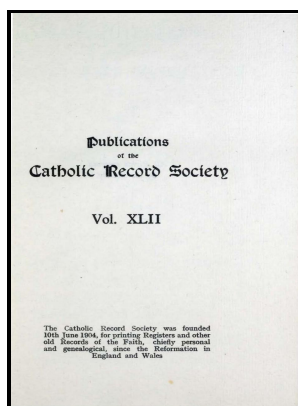 Publications
of the
Catholic Record Society
Vol. XLII
The Catholic Record Society was founded
10th June 1904, for printing Registers and other
old Records of the Faith, chiefly personal
and genealogical, since the Reformation in
England and Wales